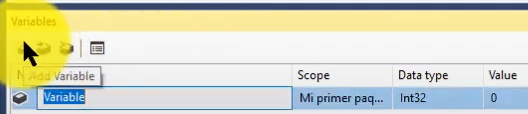 Variables
N Add Variable Scope Data type Value
Variable Mi primer paq... Int32 0